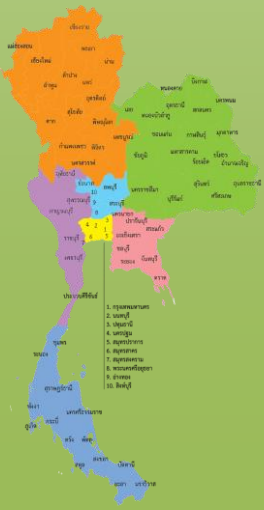 เชียงราย
แม่ฮ่องสอน
พะเยา
เชียงใหม่
น่าน
ลำปาง
ลำพูน
แพร่
อุตรดิตถ์
สุโขทัย
ตาก
พิษณุโลก
กำแพงเพชร
พิจิตร
เพชรบูรณ์
นครสวรรค์
อุทัยธานี
บึงกาฬ
หนองคาย
เลย
อุดรธานี
นครพนม
สกลนคร
หนองบัวลำภู
ขอนแก่น
กาฬสินธุ์
มุกดาหาร
มหาสารคาม
ชัยภูมิ
ร้อยเอ็ด
ยโสธร
อำนาจเจริญ
นครราชสีมา
บุรีรัมย์
สุรินทร์
ศรีสะเกษ
อุบลราชธานี
ชัยนาท
ลพบุรี
10
สุพรรณบุรี
9
สระบุรี
8
กาญจนบุรี
นครนายก
ปราจีนบุรี
สระแก้ว
4
2
3
1
6
5
7
ฉะเชิงเทรา
ราชบุรี
ชลบุรี
เพชรบุรี
ระยอง
จันทบุรี
ตราด
ประจวบคีรีขันธ์
1. กรุงเทพมหานคร
2. นนทบุรี
3. ปทุมธานี
4. นครปฐม
5. สมุทรปราการ
6. สมุทรสาคร
7. สมุทรสงคราม
8. พระนครศรีอยุธยา
9. อ่างทอง
10. สิงห์บุรี
ชุมพร
ระนอง
สุราษฎร์ธานี
พังงา
นครศรีธรรมราช
ภูเก็ต
กระบี่
ตรัง
พัทลุง
สตูล
สงขลา
ปัตตานี
ยะลา
นราธิวาส